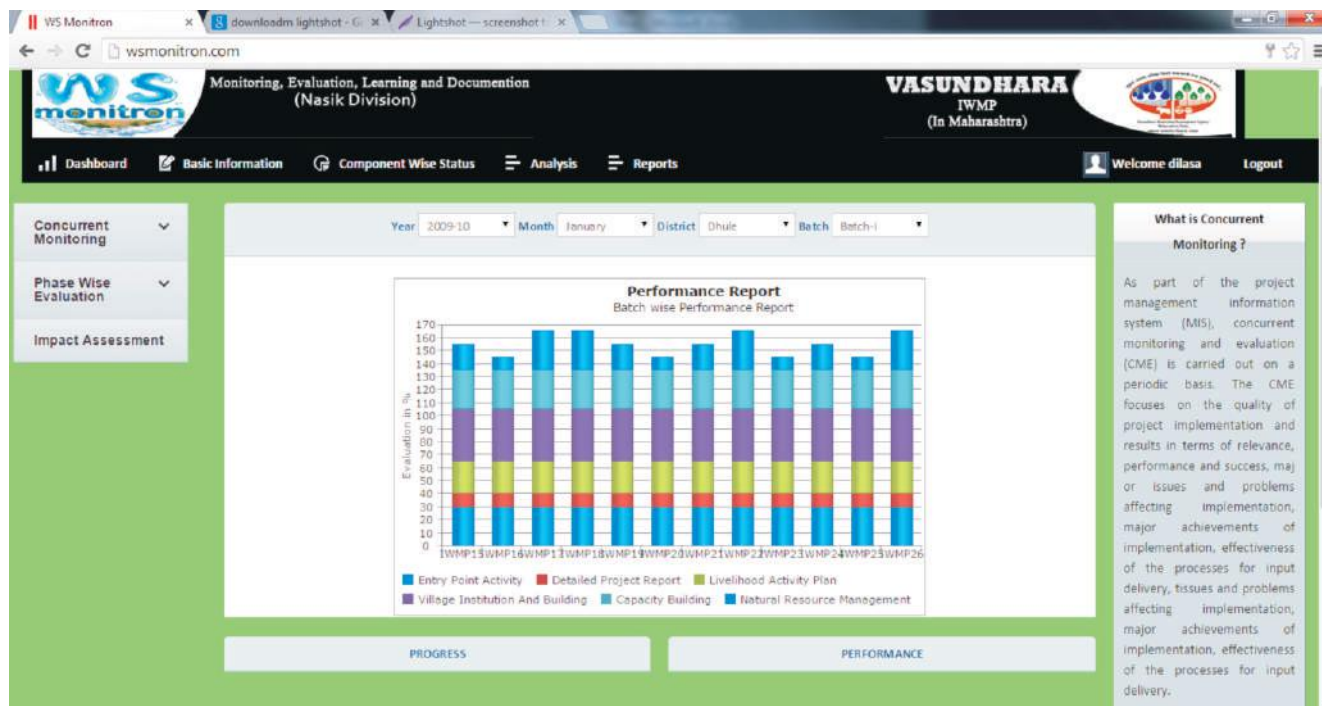 WS Monitron
downloadm lightshot - G
Lightshot — screenshot t
wsmonitron.com
WS
monitron
Monitoring, Evaluation, Learning and Documention
(Nasik Division)
VASUNDHARA
IWMP
(In Maharashtra)
Dashboard Basic Information Component Wise Status Analysis Reports Welcome dilasa Logout
Concurrent
Monitoring
Phase Wise
Evaluation
Impact Assessment
Year 2009-10 Month January District Dhule Batch Batch-i
Performance Report
Batch wise Performance Report
Evaluation in %
170
160
150
140
130
120
110
100
90
80
70
60
50
40
30
20
10
0
IWMP15 IWMP16 IWMP17 IWMP18 IWMP19 IWMP20 IWMP21 IWMP22 IWMP23 IWMP24 IWMP25 IWMP26
Entry Point Activity Detailed Project Report Livelihood Activity Plan
Village Institution And Building Capacity Building Natural Resource Management
PROGRESS PERFORMANCE
What is Concurrent
Monitoring ?
As part of the project
management information
system (MIS), concurrent
monitoring and evaluation
(CME) is carried out on a
periodic basis. The CME
focuses on the quality of
project implementation and
results in terms of relevance,
performance and success, maj
or issues and problems
affecting implementation,
major achievements of
implementation, effectiveness
of the processes for input
delivery, tissues and problems
affecting implementation,
major achievements of
implementation, effectiveness
of the processes for input
delivery.